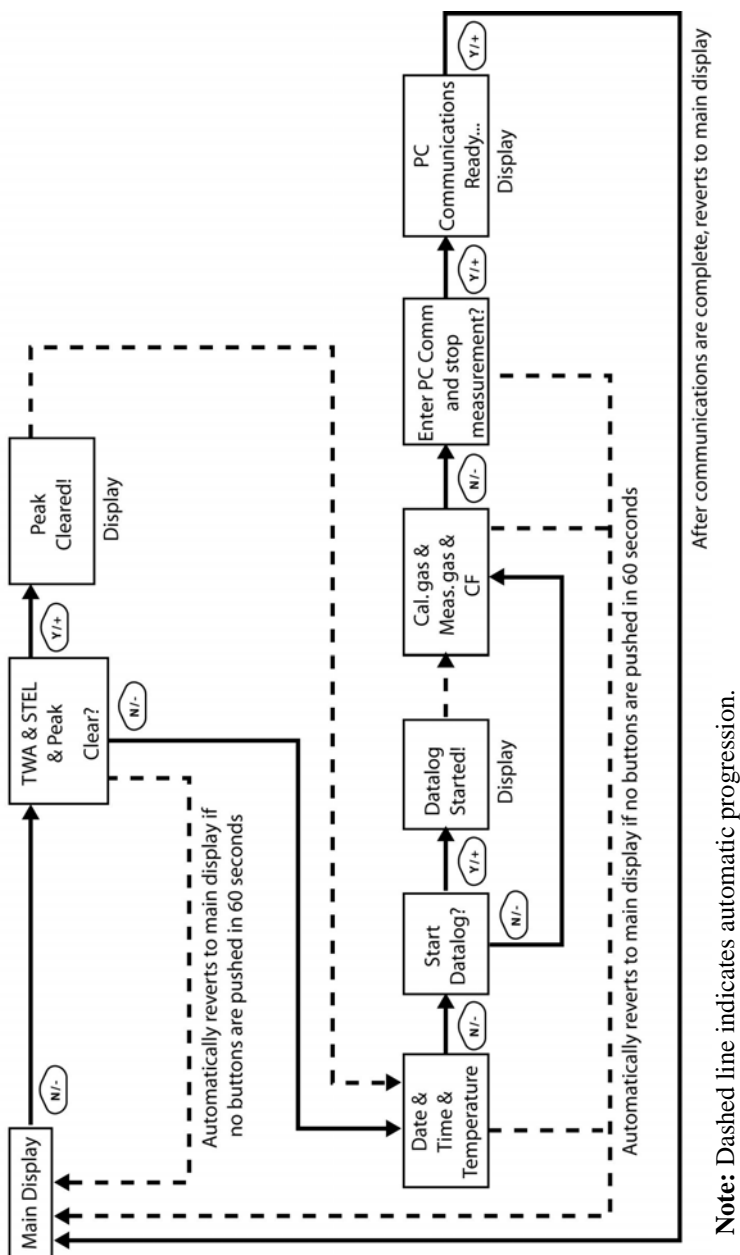 Main Display
N/-
TWA & STEL
& Peak
Clear?
Y/+
N/-
Peak
Cleared!
Display
Automatically reverts to main display if
no buttons are pushed in 60 seconds
Date &
Time &
Temperature
N/-
Start
Datalog?
Y/+
N/-
Datalog
Started!
Display
Cal. gas &
Meas. gas &
CF
N/-
Enter PC Comm
and stop
measurement?
Y/+
PC
Communications
Ready...
Display
Y/+
Automatically reverts to main display if no buttons are pushed in 60 seconds
After communications are complete, reverts to main display
Note: Dashed line indicates automatic progression.